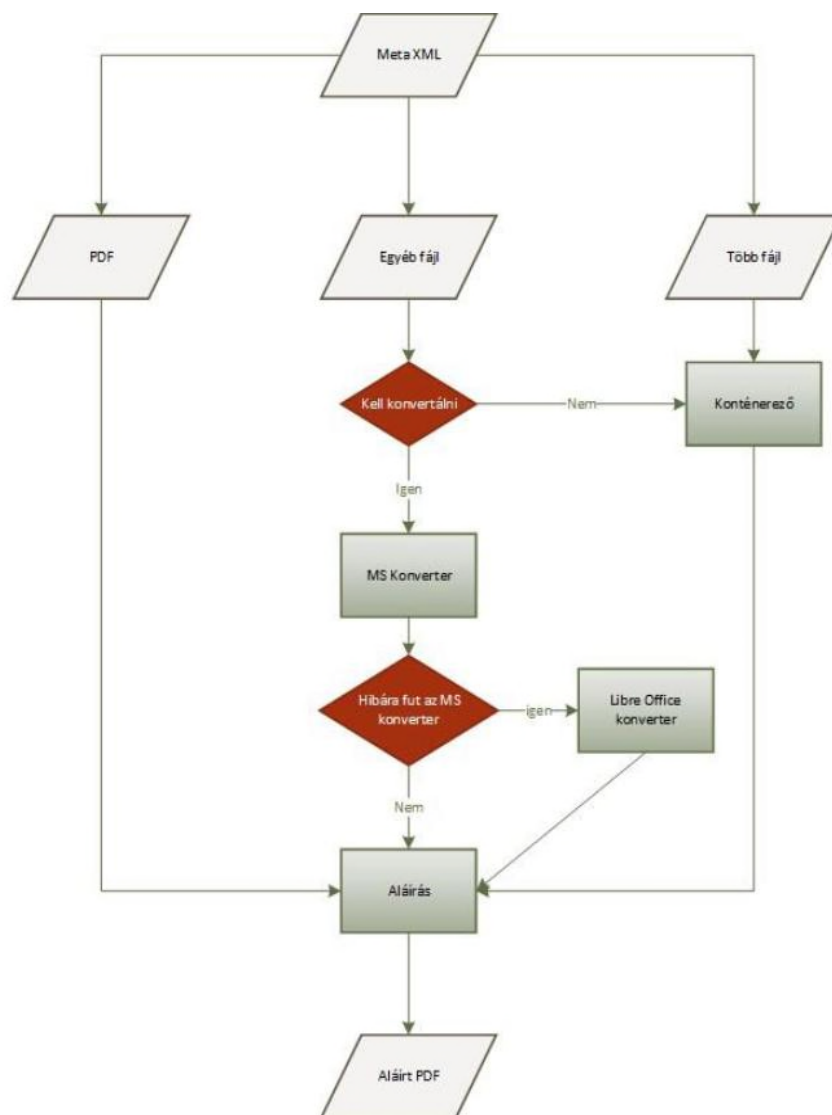 Meta XML
PDF
Egyéb fájl
Több fájl
Kell konvertálni
Nem
Konténerező
Igen
MS Konverter
Hibára fut az MS
konverter
igen
Libre Office
konverter
Nem
Aláírás
Aláírt PDF